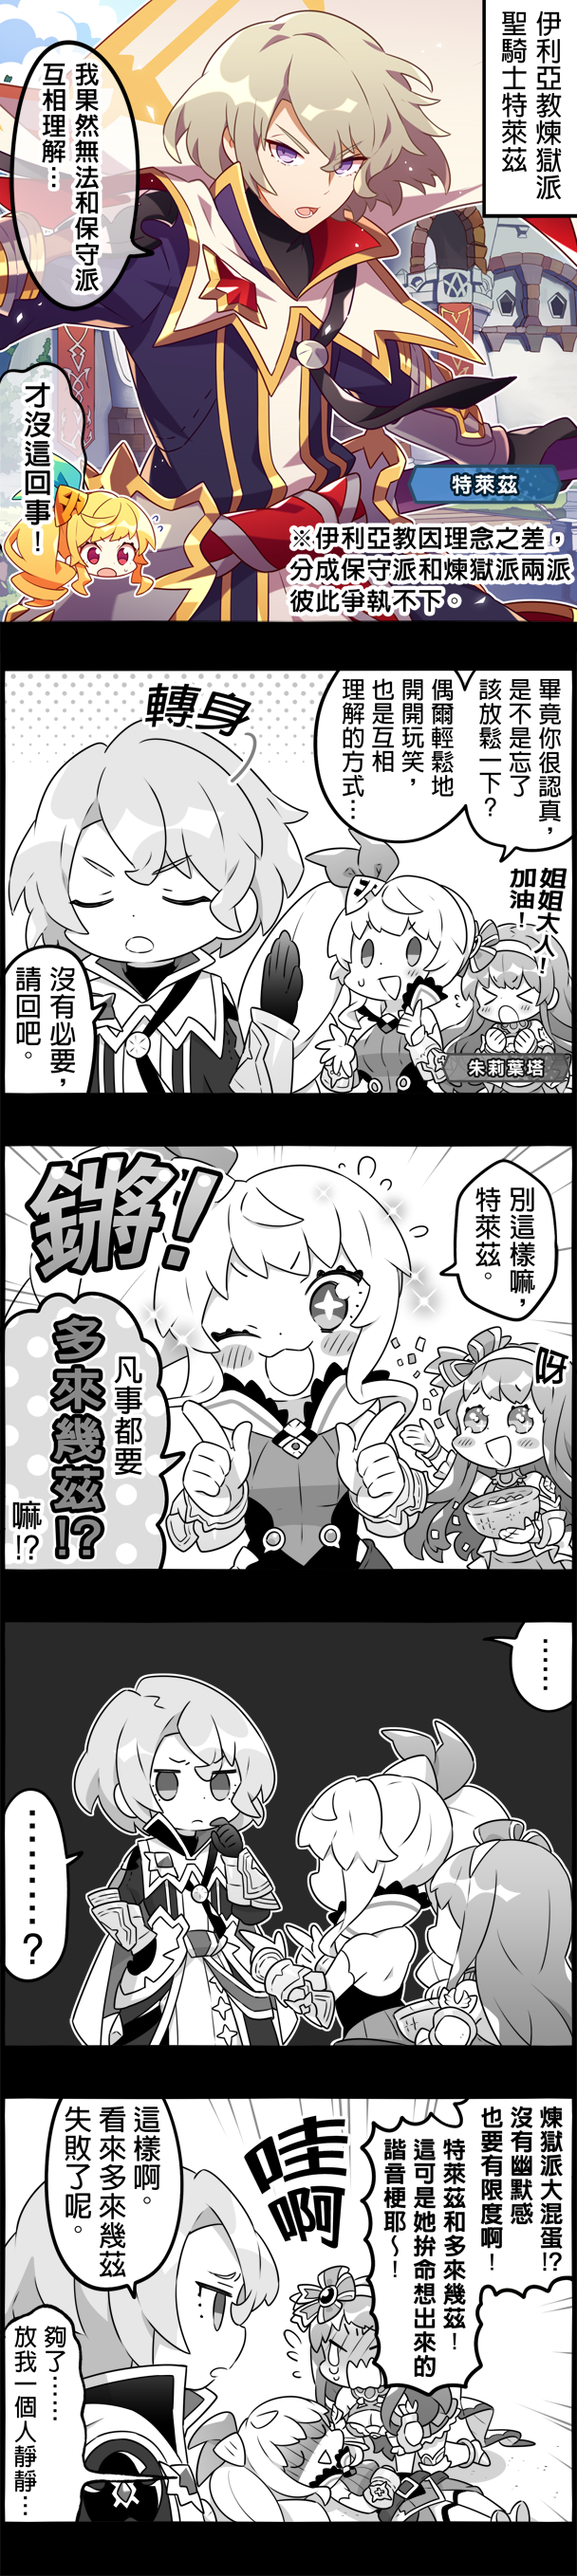 伊利亞教煉獄派
聖騎士特萊茲
我果然無法和保守派
互相理解…
才沒這回事！
特萊茲
※伊利亞教因理念之差，
分成保守派和煉獄派兩派
彼此爭執不下。
畢竟你很認真，
是不是忘了
該放鬆一下？
偶爾輕鬆地
開開玩笑，
也是互相
理解的方式…
轉身
姐姐大人！
加油！
朱莉葉塔
沒有必要，
請回吧。
別這樣嘛，
特萊茲。
鏘！
呀
凡事都要
多來幾茲！？
嘛！？
……
…………？
煉獄派大混蛋！？
沒有幽默感
也要有限度啊！
特萊茲和多來幾茲！
這可是她拚命想出來的
諧音梗耶～！
哇啊
這樣啊。
看來多來幾茲
失敗了呢。
夠了……
放我一個人靜靜…